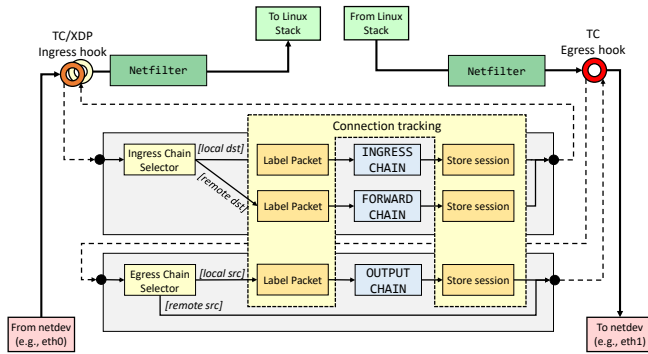 To Linux
Stack
From Linux
Stack
TC/XDP
Ingress hook
TC
Egress hook
Netfilter
Netfilter
Connection tracking
Ingress Chain
Selector
[local dst]
[remote dst]
Label Packet
INGRESS
CHAIN
Store session
Label Packet
FORWARD
CHAIN
Store session
Egress Chain
Selector
[local src]
[remote src]
Label Packet
OUTPUT
CHAIN
Store session
From netdev
(e.g., eth0)
To netdev
(e.g., eth1)